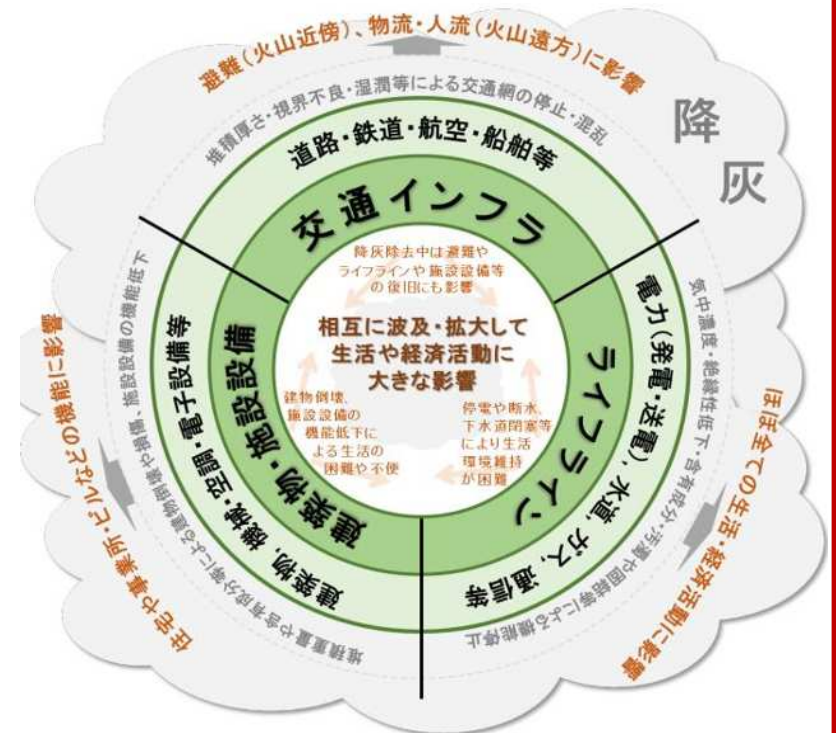 避難(火山近傍)、物流・人流(火山遠方)に影響
堆積厚さ・視界不良・湿潤等による交通網の停止・混乱
道路・鉄道・航空・船舶等
交通インフラ
降
灰
降灰除去中は避難や
ライフラインや施設設備等
の復旧にも影響
相互に波及・拡大して
生活や経済活動に
大きな影響
建物倒壊、
施設設備の
機能低下に
よる生活の
困難や不便
停電や断水、
下水道閉塞等
により生活
環境維持
が困難
ライフライン
電力(発電・送電), 水道, ガス, 通信等
気中濃度・絶縁性低下・含有成分・汚濁や固結等による機能停止
ほぼ全ての生活・経済活動に影響
建築物・施設設備
建築物, 機械・空調・電子設備等
堆積重量や含有成分等による建物倒壊や損傷、施設設備の機能低下
住宅や事業所・ビルなどの機能に影響